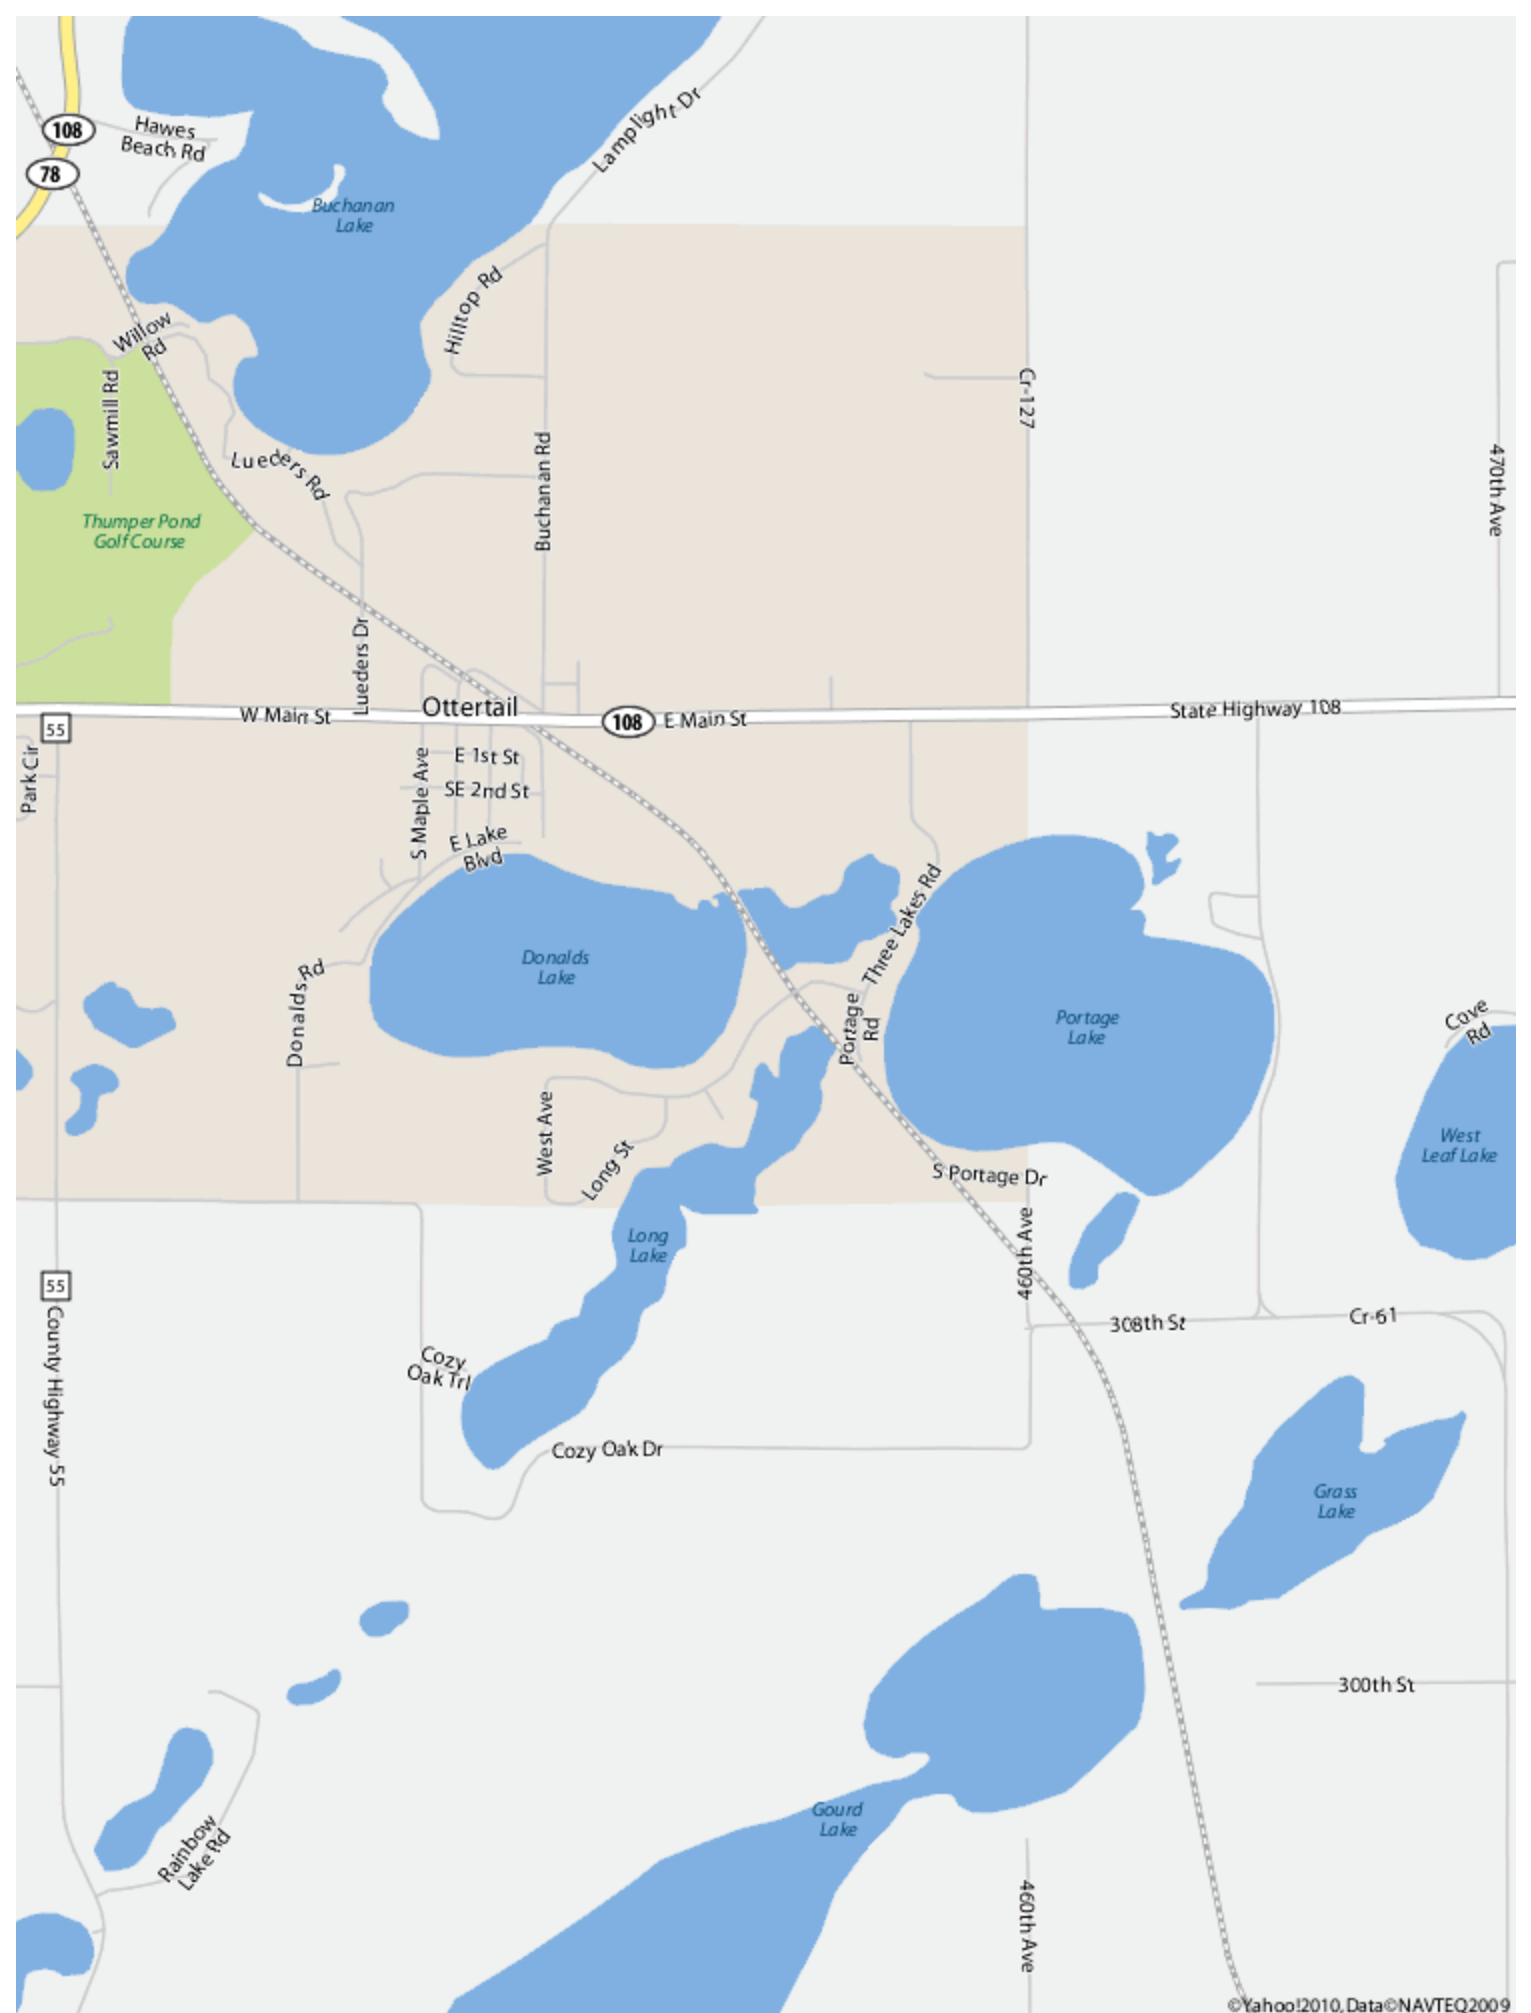 108
Hawes
Beach Rd
78
Lamplight Dr
Buchanan
Lake
Hilltop Rd
Willow
Rd
Sawmill Rd
Cr-127
Lueders Rd
Buchanan Rd
470th Ave
Thumper Pond
Golf Course
Lueders Dr
Ottertail
W Main St
108
E Main St
State Highway 108
55
Park Cir
S Maple Ave
E 1st St
SE 2nd St
E Lake
Blvd
Three Lakes Rd
Donalds
Lake
Donalds Rd
Portage
Rd
Portage
Lake
Cove
Rd
West Ave
Long St
West
Leaf Lake
S Portage Dr
Long
Lake
460th Ave
55
308th St
Cr-61
County Highway 55
Cozy
Oak Trl
Cozy Oak Dr
Grass
Lake
300th St
Gourd
Lake
Rainbow
Lake Rd
460th Ave
©Yahoo!2010, Data©NAVTEQ2009